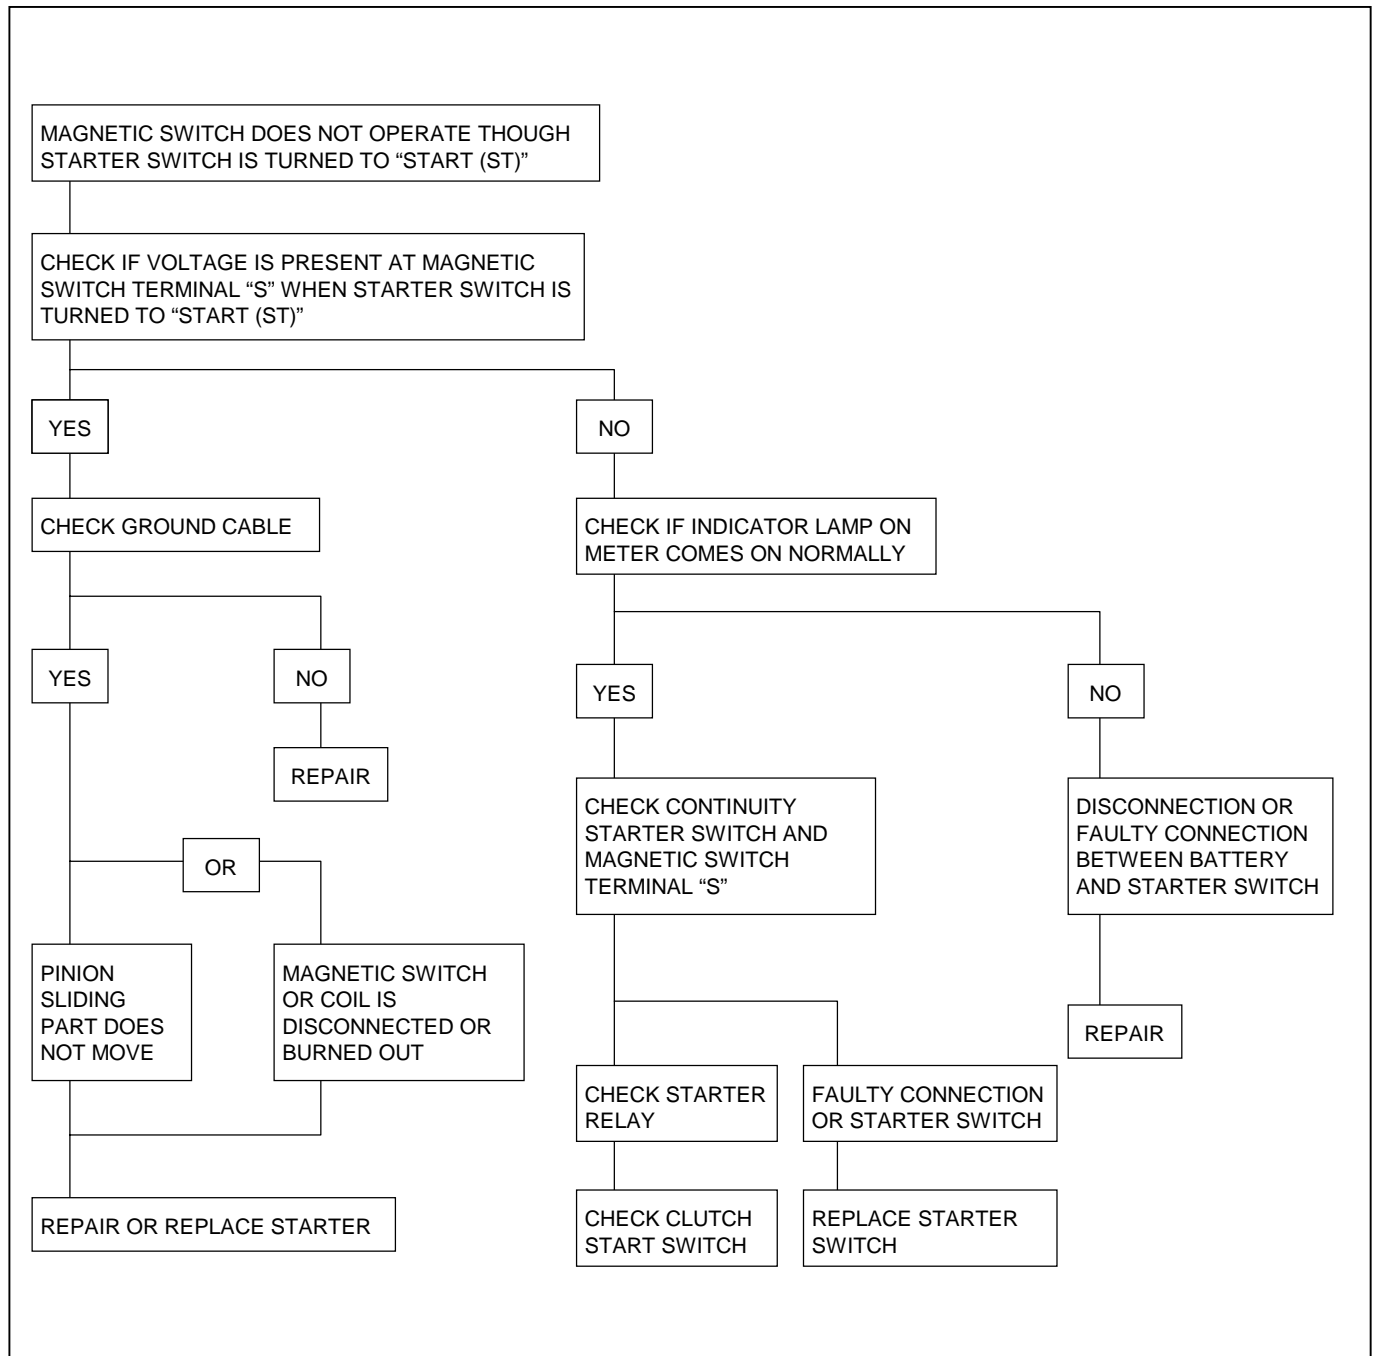 MAGNETIC SWITCH DOES NOT OPERATE THOUGH
STARTER SWITCH IS TURNED TO “START (ST)”
CHECK IF VOLTAGE IS PRESENT AT MAGNETIC
SWITCH TERMINAL “S” WHEN STARTER SWITCH IS
TURNED TO “START (ST)”
YES
NO
CHECK GROUND CABLE
CHECK IF INDICATOR LAMP ON
METER COMES ON NORMALLY
YES
NO
YES
NO
REPAIR
CHECK CONTINUITY
STARTER SWITCH AND
MAGNETIC SWITCH
TERMINAL “S”
DISCONNECTION OR
FAULTY CONNECTION
BETWEEN BATTERY
AND STARTER SWITCH
OR
PINION
SLIDING
PART DOES
NOT MOVE
MAGNETIC SWITCH
OR COIL IS
DISCONNECTED OR
BURNED OUT
REPAIR
CHECK STARTER
RELAY
FAULTY CONNECTION
OR STARTER SWITCH
REPAIR OR REPLACE STARTER
CHECK CLUTCH
START SWITCH
REPLACE STARTER
SWITCH